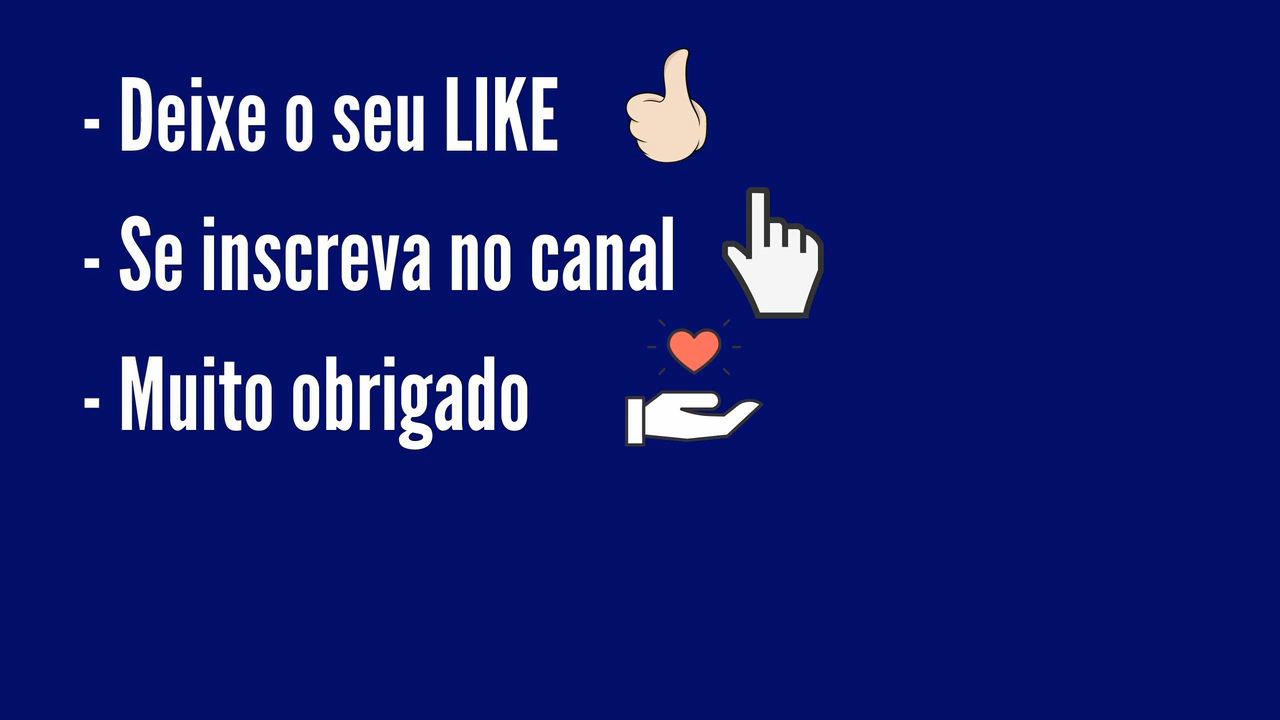 - Deixe o seu LIKE
- Se inscreva no canal
- Muito obrigado